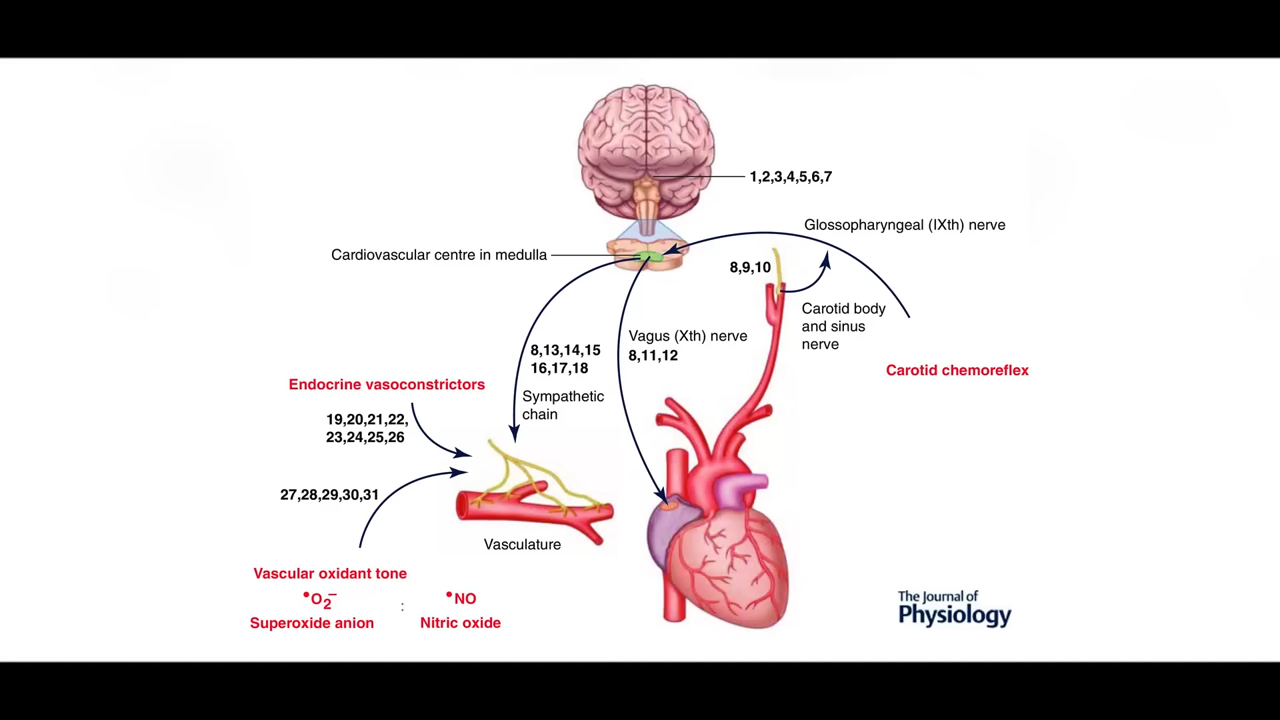 1,2,3,4,5,6,7
Glossopharyngeal (IXth) nerve
Cardiovascular centre in medulla
8,9,10
Carotid body
and sinus
nerve
Vagus (Xth) nerve
8,11,12
8,13,14,15
16,17,18
Sympathetic
chain
Carotid chemoreflex
Endocrine vasoconstrictors
19,20,21,22,
23,24,25,26
27,28,29,30,31
Vasculature
Vascular oxidant tone
•O₂⁻ : •NO
Superoxide anion Nitric oxide
The Journal of
Physiology